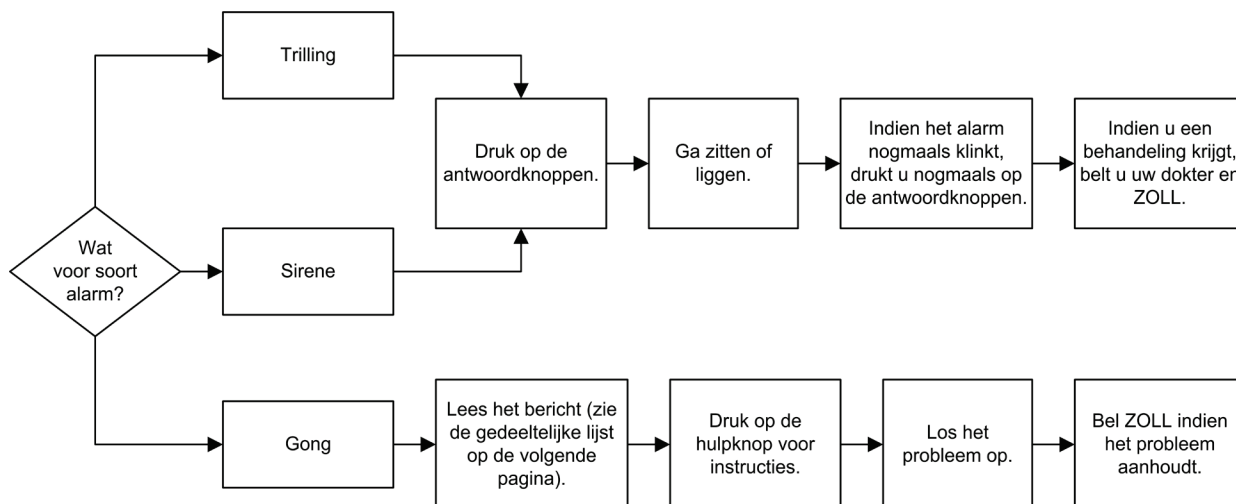 Trilling
Druk op de
antwoordknoppen.
Ga zitten of
liggen.
Indien het alarm
nogmaals klinkt,
drukt u nogmaals op
de antwoordknoppen.
Indien u een
behandeling krijgt,
belt u uw dokter en
ZOLL.
Wat
voor soort
alarm?
Sirene
Gong
Lees het bericht (zie
de gedeeltelijke lijst
op de volgende
pagina).
Druk op de
hulpknop voor
instructies.
Los het
probleem op.
Bel ZOLL indien
het probleem
aanhoudt.